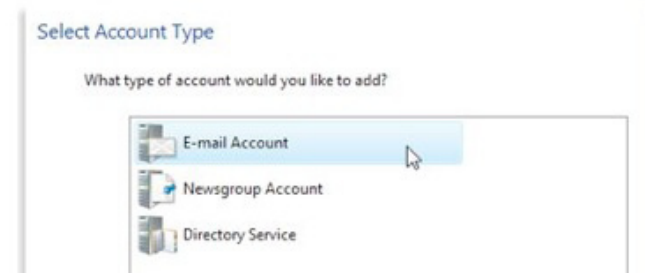 Select Account Type
What type of account would you like to add?
E-mail Account
Newsgroup Account
Directory Service